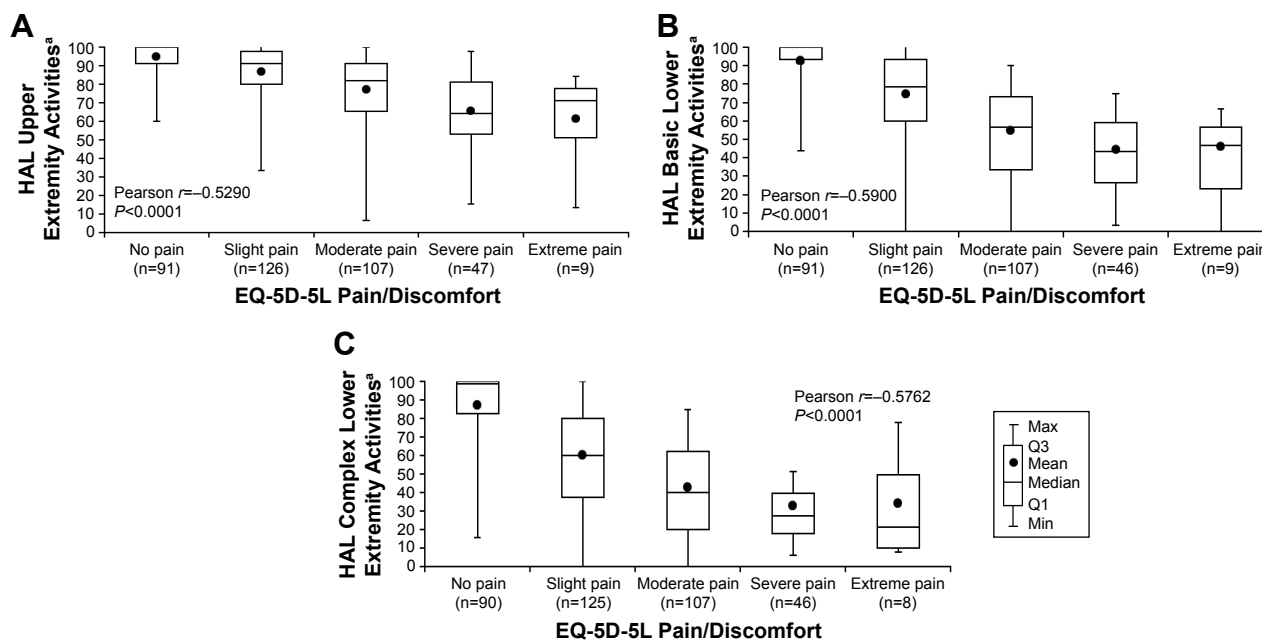 A
HAL Upper
Extremity Activitiesᵃ
100
90
80
70
60
50
40
30
20
10
0
Pearson r=–0.5290
P<0.0001
No pain
(n=91)
Slight pain
(n=126)
Moderate pain
(n=107)
Severe pain
(n=47)
Extreme pain
(n=9)
EQ-5D-5L Pain/Discomfort
B
HAL Basic Lower
Extremity Activitiesᵃ
100
90
80
70
60
50
40
30
20
10
0
Pearson r=–0.5900
P<0.0001
No pain
(n=91)
Slight pain
(n=126)
Moderate pain
(n=107)
Severe pain
(n=46)
Extreme pain
(n=9)
EQ-5D-5L Pain/Discomfort
C
HAL Complex Lower
Extremity Activitiesᵃ
100
90
80
70
60
50
40
30
20
10
0
Pearson r=–0.5762
P<0.0001
No pain
(n=90)
Slight pain
(n=125)
Moderate pain
(n=107)
Severe pain
(n=46)
Extreme pain
(n=8)
EQ-5D-5L Pain/Discomfort
Max
Q3
Mean
Median
Q1
Min